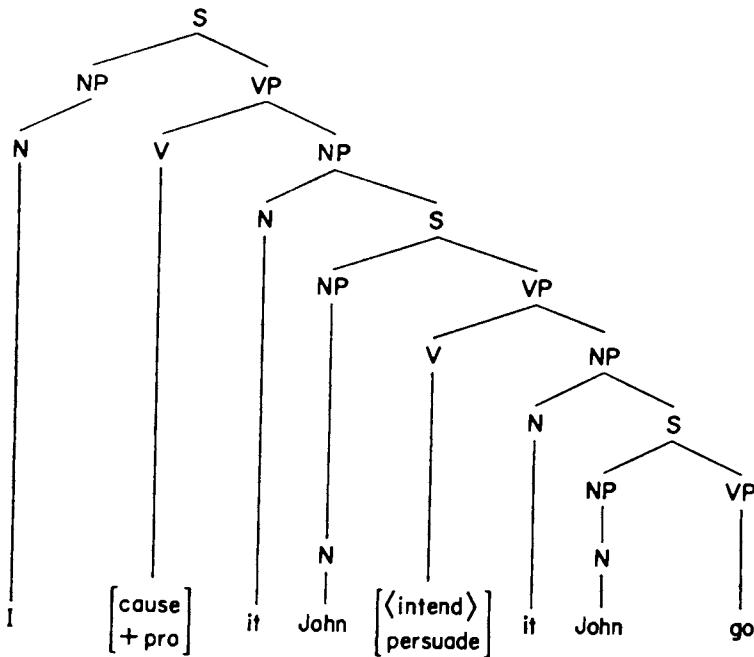 S
NP VP
N V NP
N S
NP VP
V NP
N S
NP VP
N N
I [cause + pro] it John [⟨intend⟩ persuade] it John go